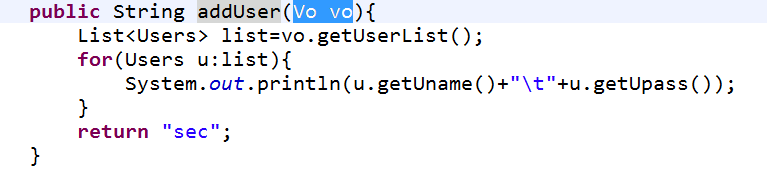 public String addUser(Vo vo){
    List<Users> list=vo.getUserList();
    for(Users u:list){
        System.out.println(u.getUname()+"\t"+u.getUpass());
    }
    return "sec";
}